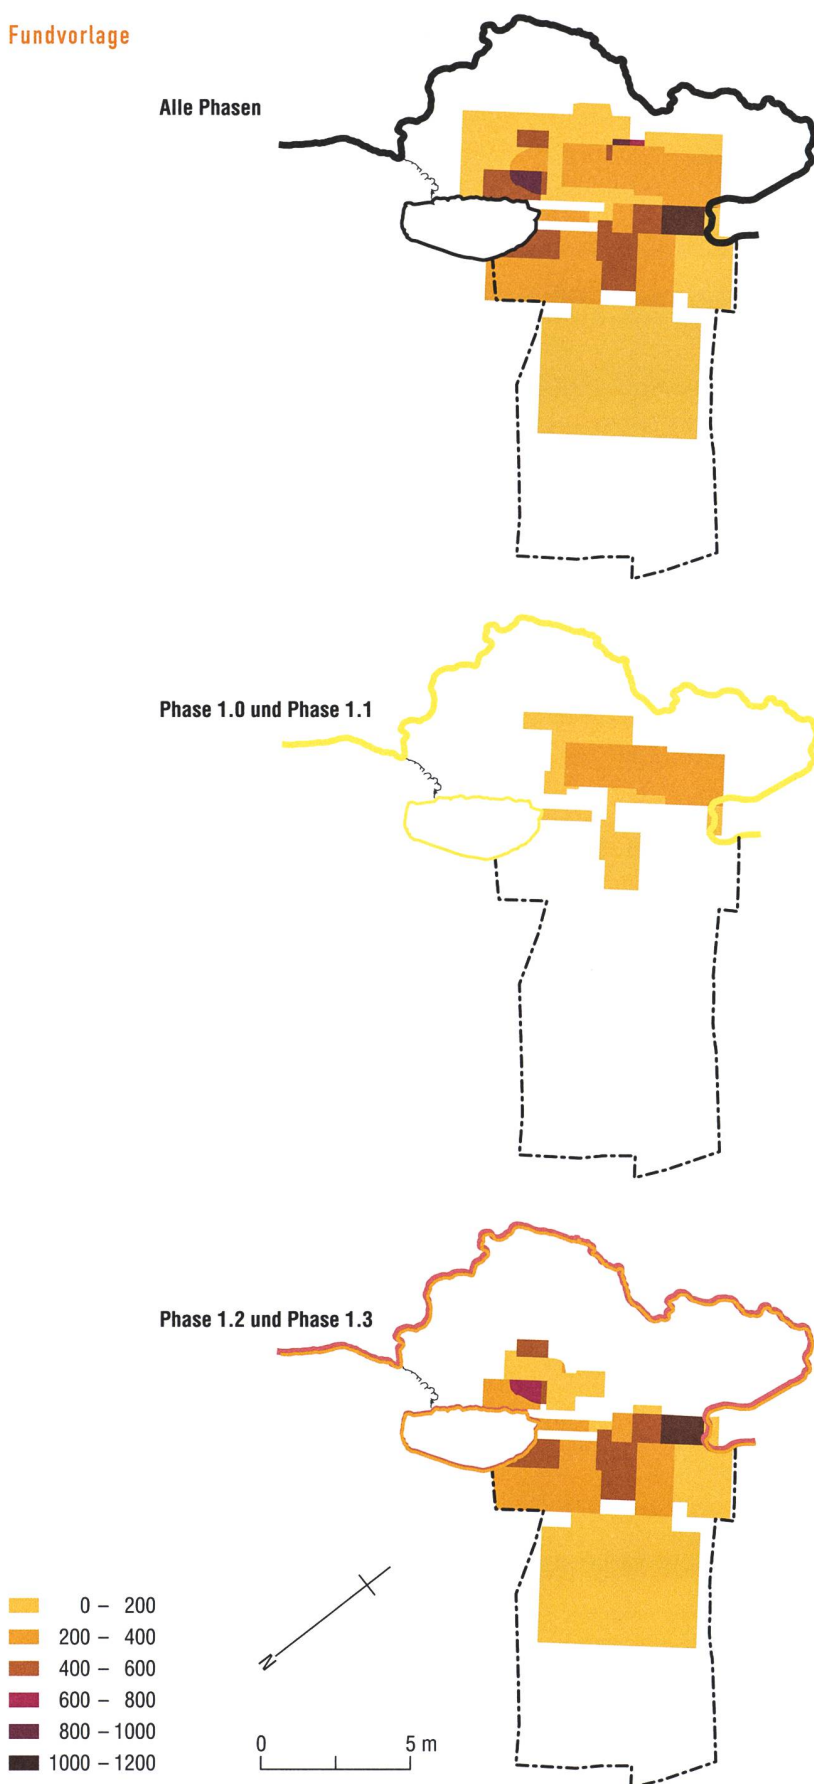 Fundvorlage
Alle Phasen
Phase 1.0 und Phase 1.1
Phase 1.2 und Phase 1.3
0 – 200
200 – 400
400 – 600
600 – 800
800 – 1000
1000 – 1200
N
0 5 m